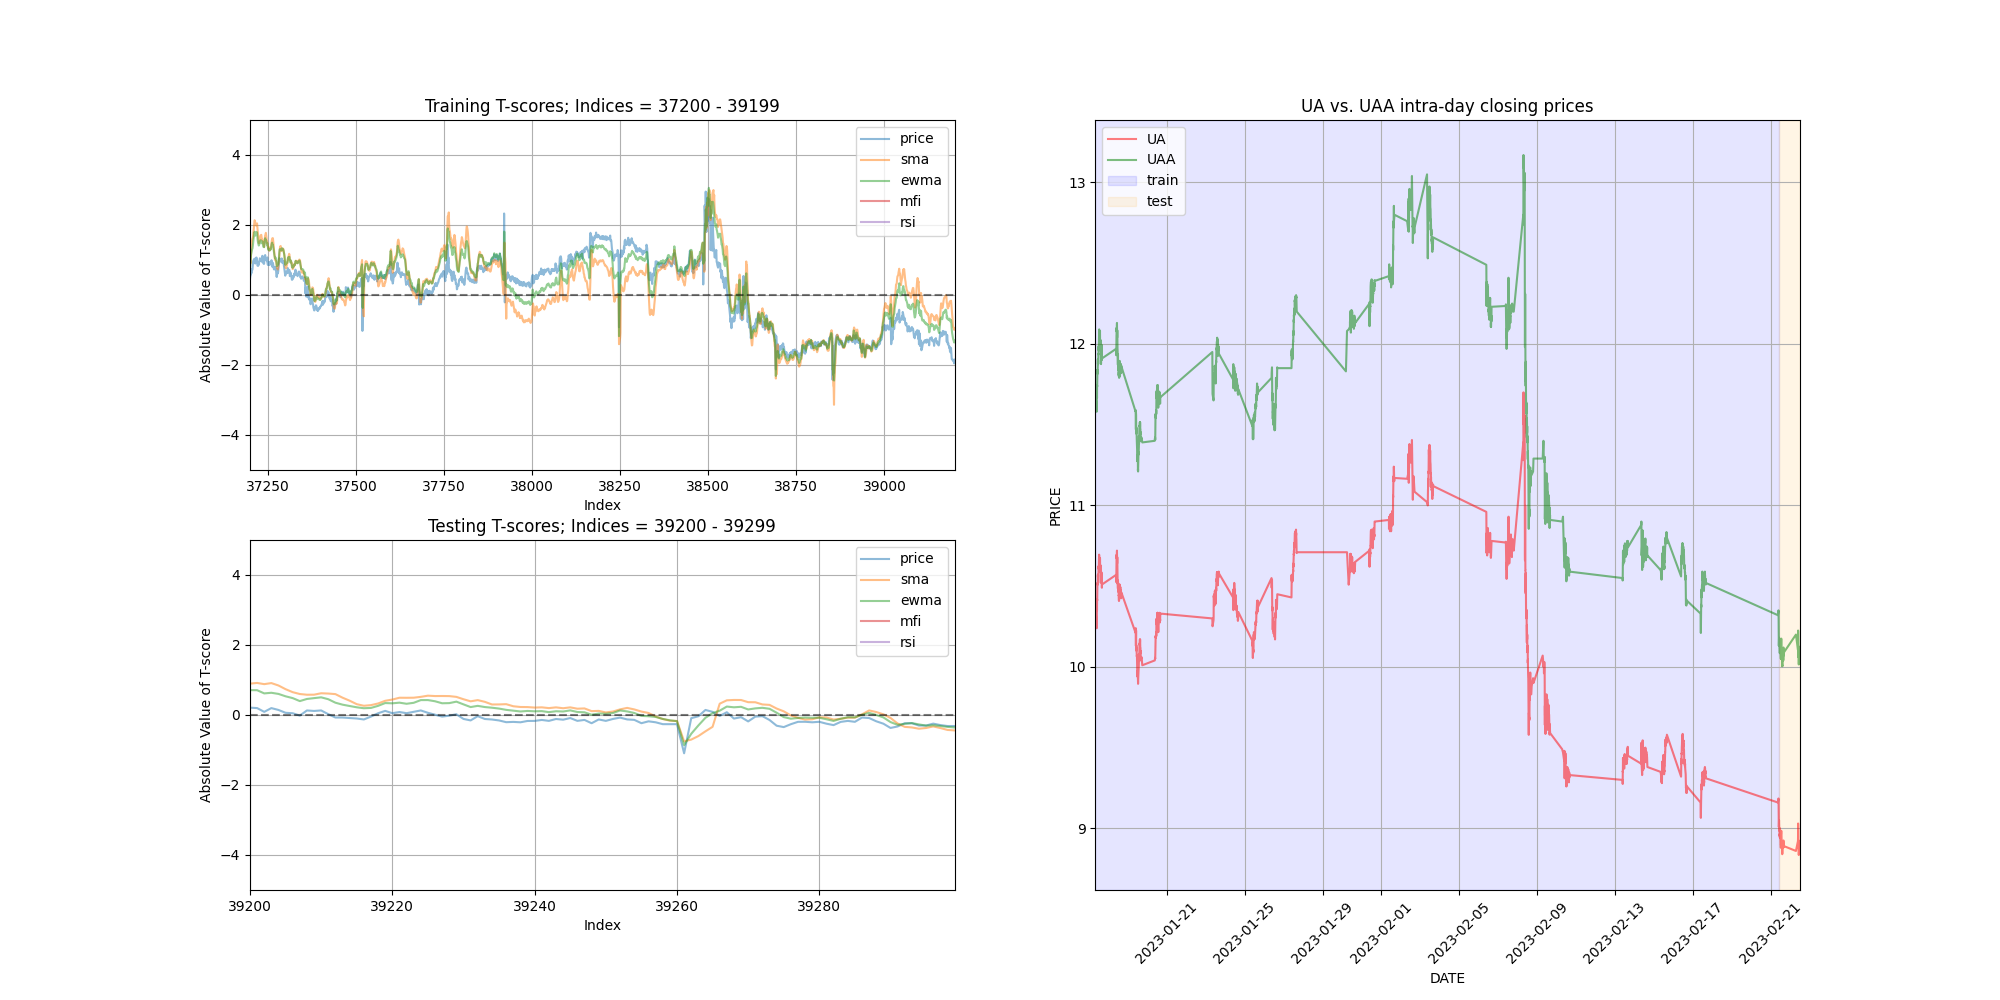 Training T-scores; Indices = 37200 - 39199
Absolute Value of T-score
4
2
0
−2
−4
price
sma
ewma
mfi
rsi
37250 37500 37750 38000 38250 38500 38750 39000
Index
Testing T-scores; Indices = 39200 - 39299
Absolute Value of T-score
4
2
0
−2
−4
price
sma
ewma
mfi
rsi
39200 39220 39240 39260 39280
Index
UA vs. UAA intra-day closing prices
PRICE
13
12
11
10
9
UA
UAA
train
test
2023-01-21 2023-01-25 2023-01-29 2023-02-01 2023-02-05 2023-02-09 2023-02-13 2023-02-17 2023-02-21
DATE